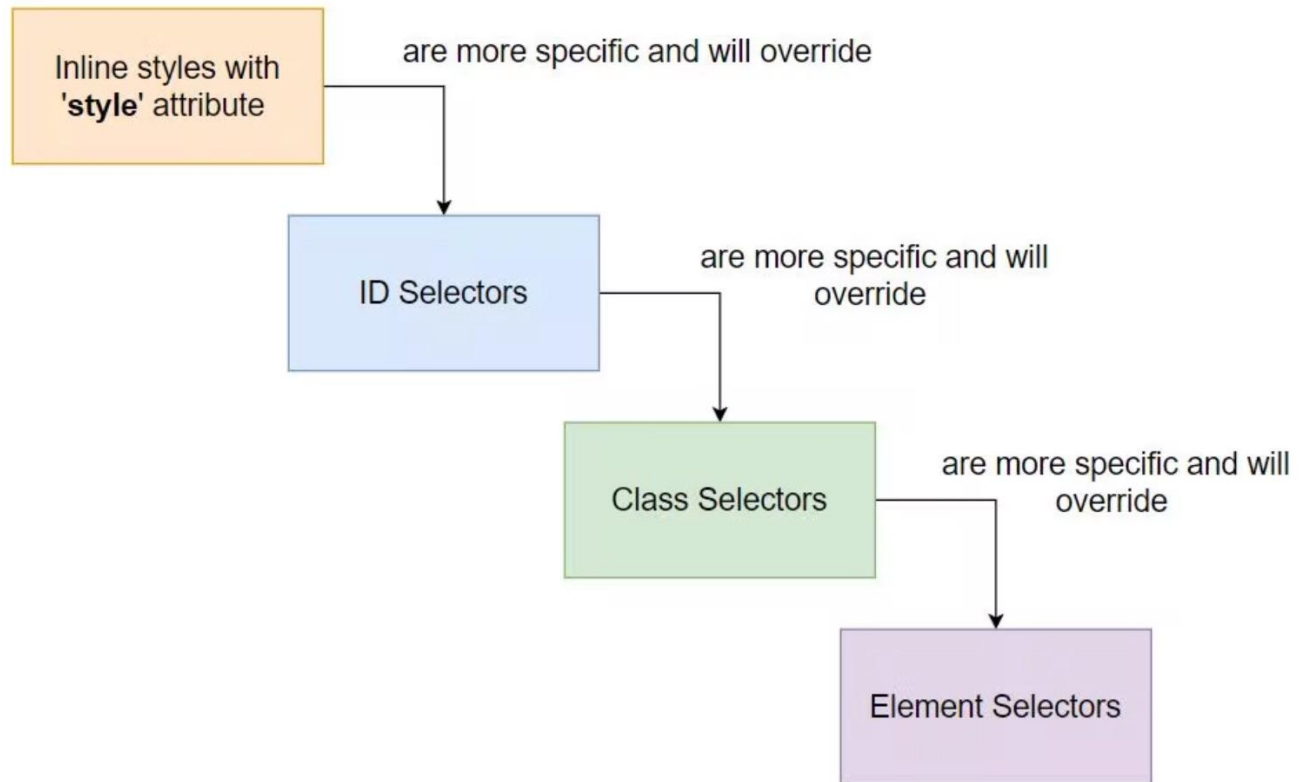 Inline styles with
'style' attribute
are more specific and will override
ID Selectors
are more specific and will
override
Class Selectors
are more specific and will
override
Element Selectors